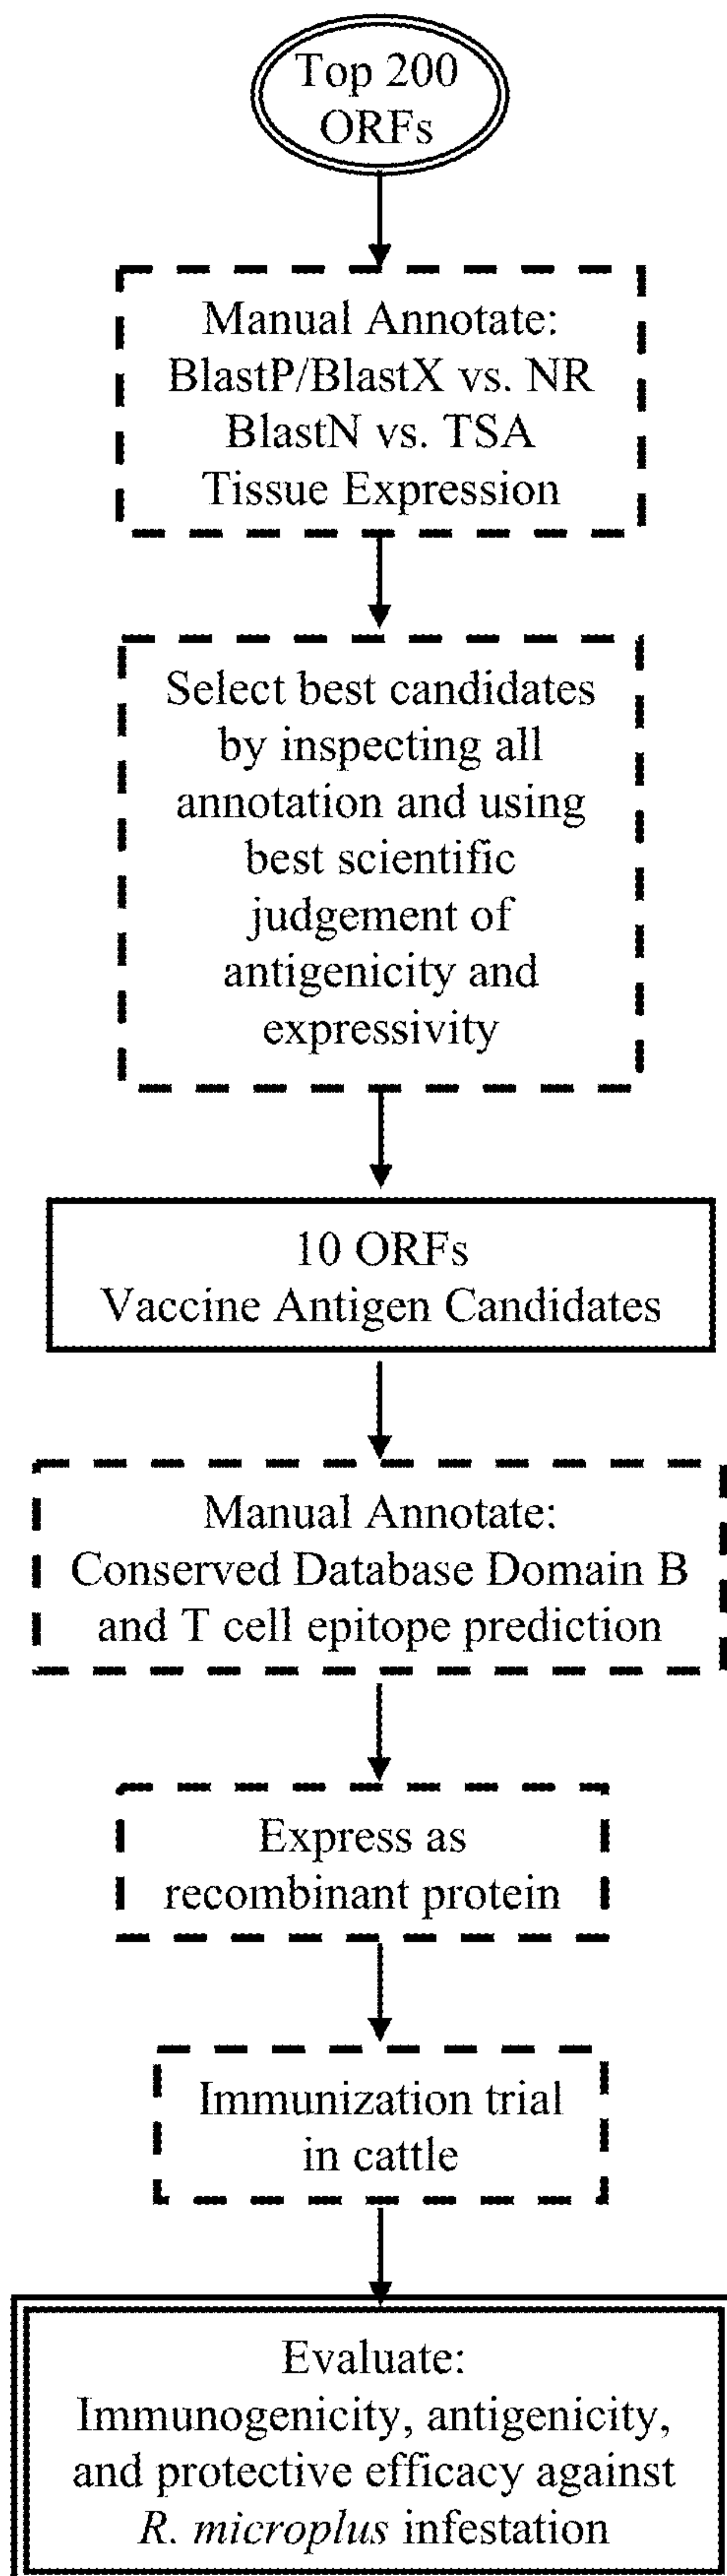 Top 200
ORFs
Manual Annotate:
BlastP/BlastX vs. NR
BlastN vs. TSA
Tissue Expression
Select best candidates
by inspecting all
annotation and using
best scientific
judgement of
antigenicity and
expressivity
10 ORFs
Vaccine Antigen Candidates
Manual Annotate:
Conserved Database Domain B
and T cell epitope prediction
Express as
recombinant protein
Immunization trial
in cattle
Evaluate:
Immunogenicity, antigenicity,
and protective efficacy against
R. microplus infestation